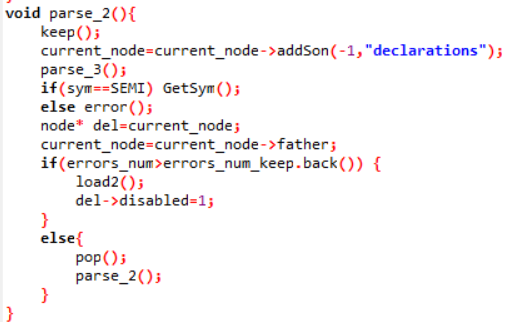 void parse_2(){
    keep();
    current_node=current_node->addSon(-1,"declarations");
    parse_3();
    if(sym==SEMI) GetSym();
    else error();
    node* del=current_node;
    current_node=current_node->father;
    if(errors_num>errors_num_keep.back()) {
        load2();
        del->disabled=1;
    }
    else{
        pop();
        parse_2();
    }
}